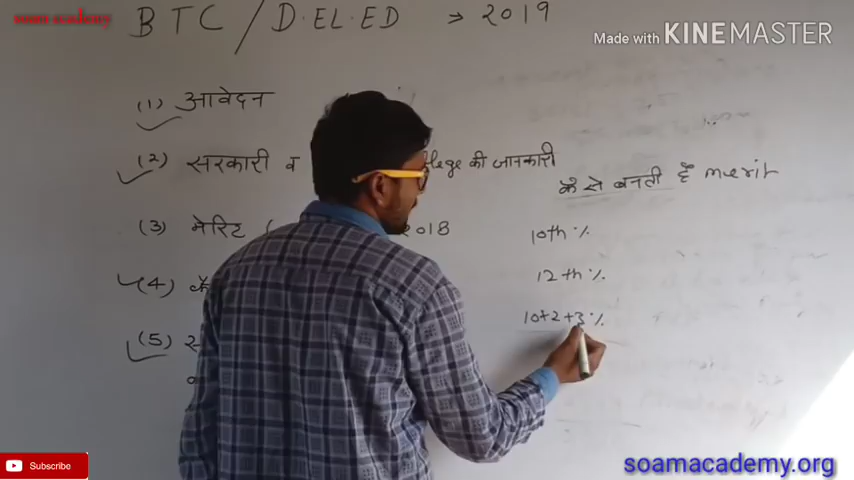 soam academy
BTC / D.EL.ED → 2019
Made with KINEMASTER
(1) आवेदन
(2) सरकारी व की जानकारी
कैसे बनती है merit
(3) मेरिट 2018
10th %
(4)
12th %
10+2+3 %
(5)
Subscribe
soamacademy.org